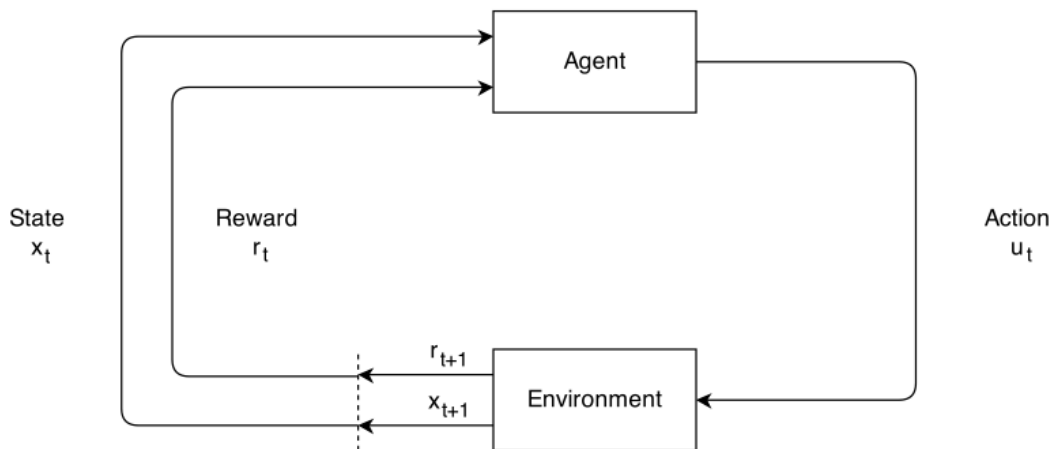 Agent
State
x_t
Reward
r_t
Action
u_t
r_{t+1}
x_{t+1}
Environment